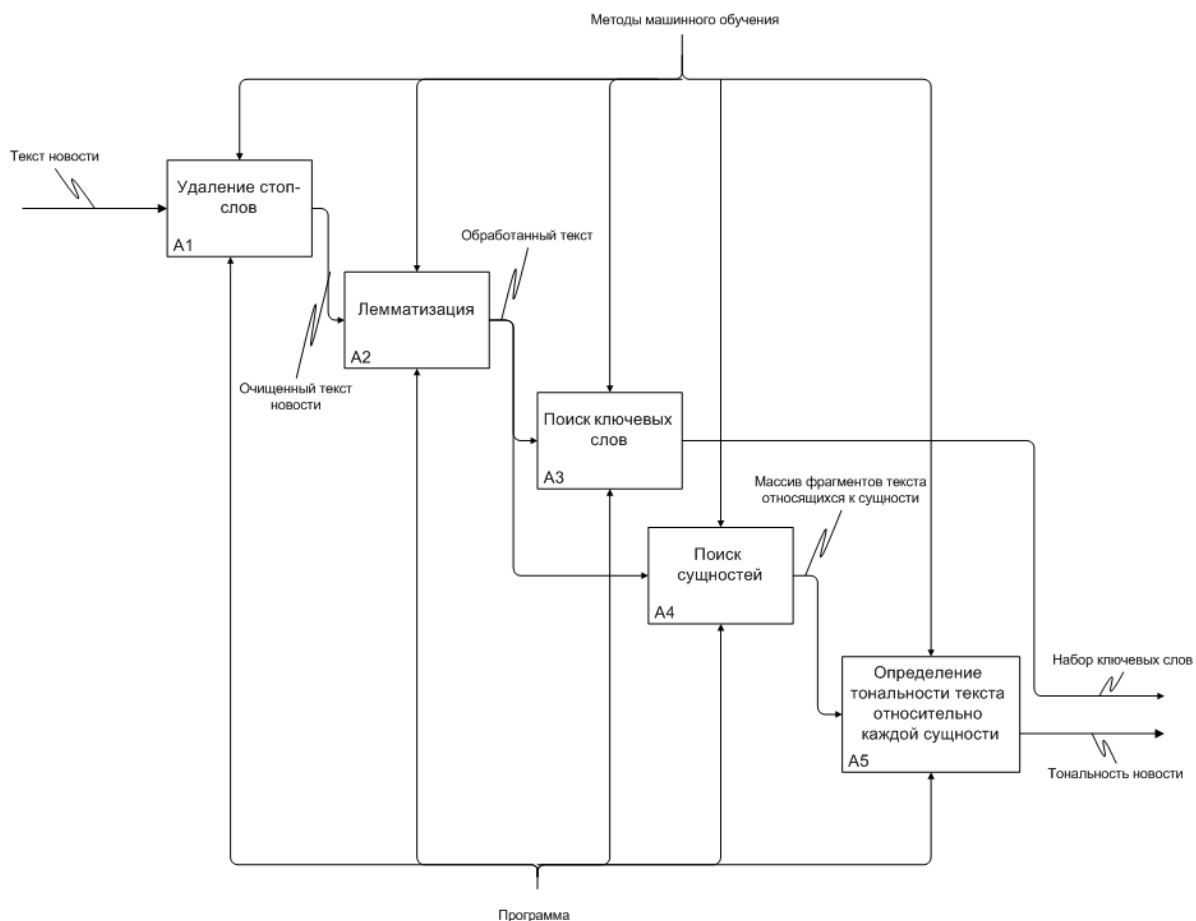 Методы машинного обучения
Текст новости
Удаление стоп-
слов
A1
Обработанный текст
Лемматизация
A2
Очищенный текст
новости
Поиск ключевых
слов
A3
Массив фрагментов текста
относящихся к сущности
Поиск
сущностей
A4
Набор ключевых слов
Определение
тональности текста
относительно
каждой сущности
A5
Тональность новости
Программа